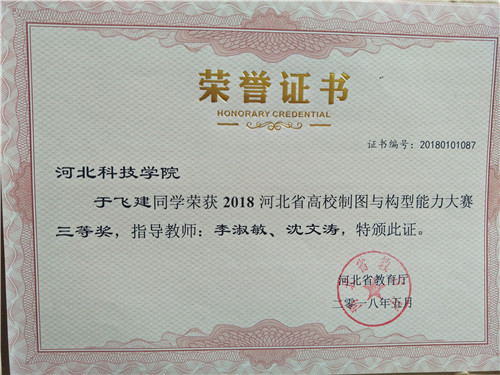 荣誉证书
HONORARY CREDENTIAL
证书编号：20180101087
河北科技学院
于飞建同学荣获 2018 河北省高校制图与构型能力大赛
三等奖，指导教师：李淑敏、沈文涛，特颁此证。
河北省教育厅
二零一八年五月